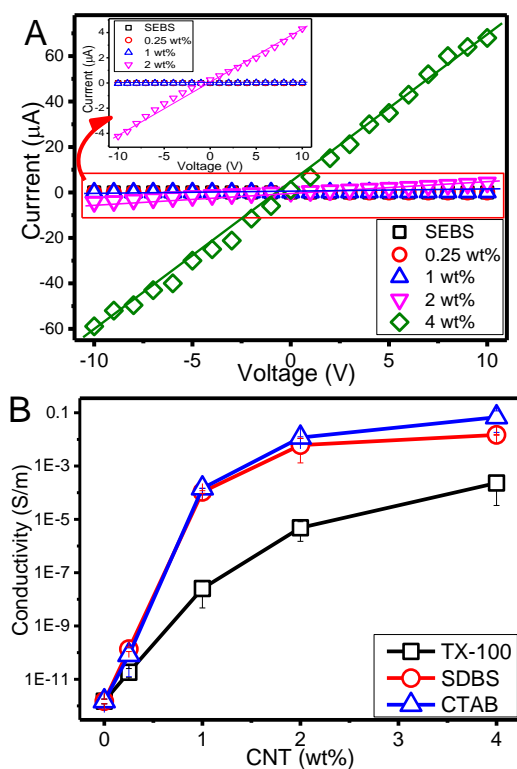 A
SEBS
0.25 wt%
1 wt%
2 wt%
Currrent (μA)
4
2
0
-2
-4
-10
-5
0
5
10
Voltage (V)
Currrent (μA)
60
40
20
0
-20
-40
-60
SEBS
0.25 wt%
1 wt%
2 wt%
4 wt%
-10
-5
0
5
10
Voltage (V)
B
Conductivity (S/m)
0.1
1E-3
1E-5
1E-7
1E-9
1E-11
TX-100
SDBS
CTAB
0
1
2
3
4
CNT (wt%)